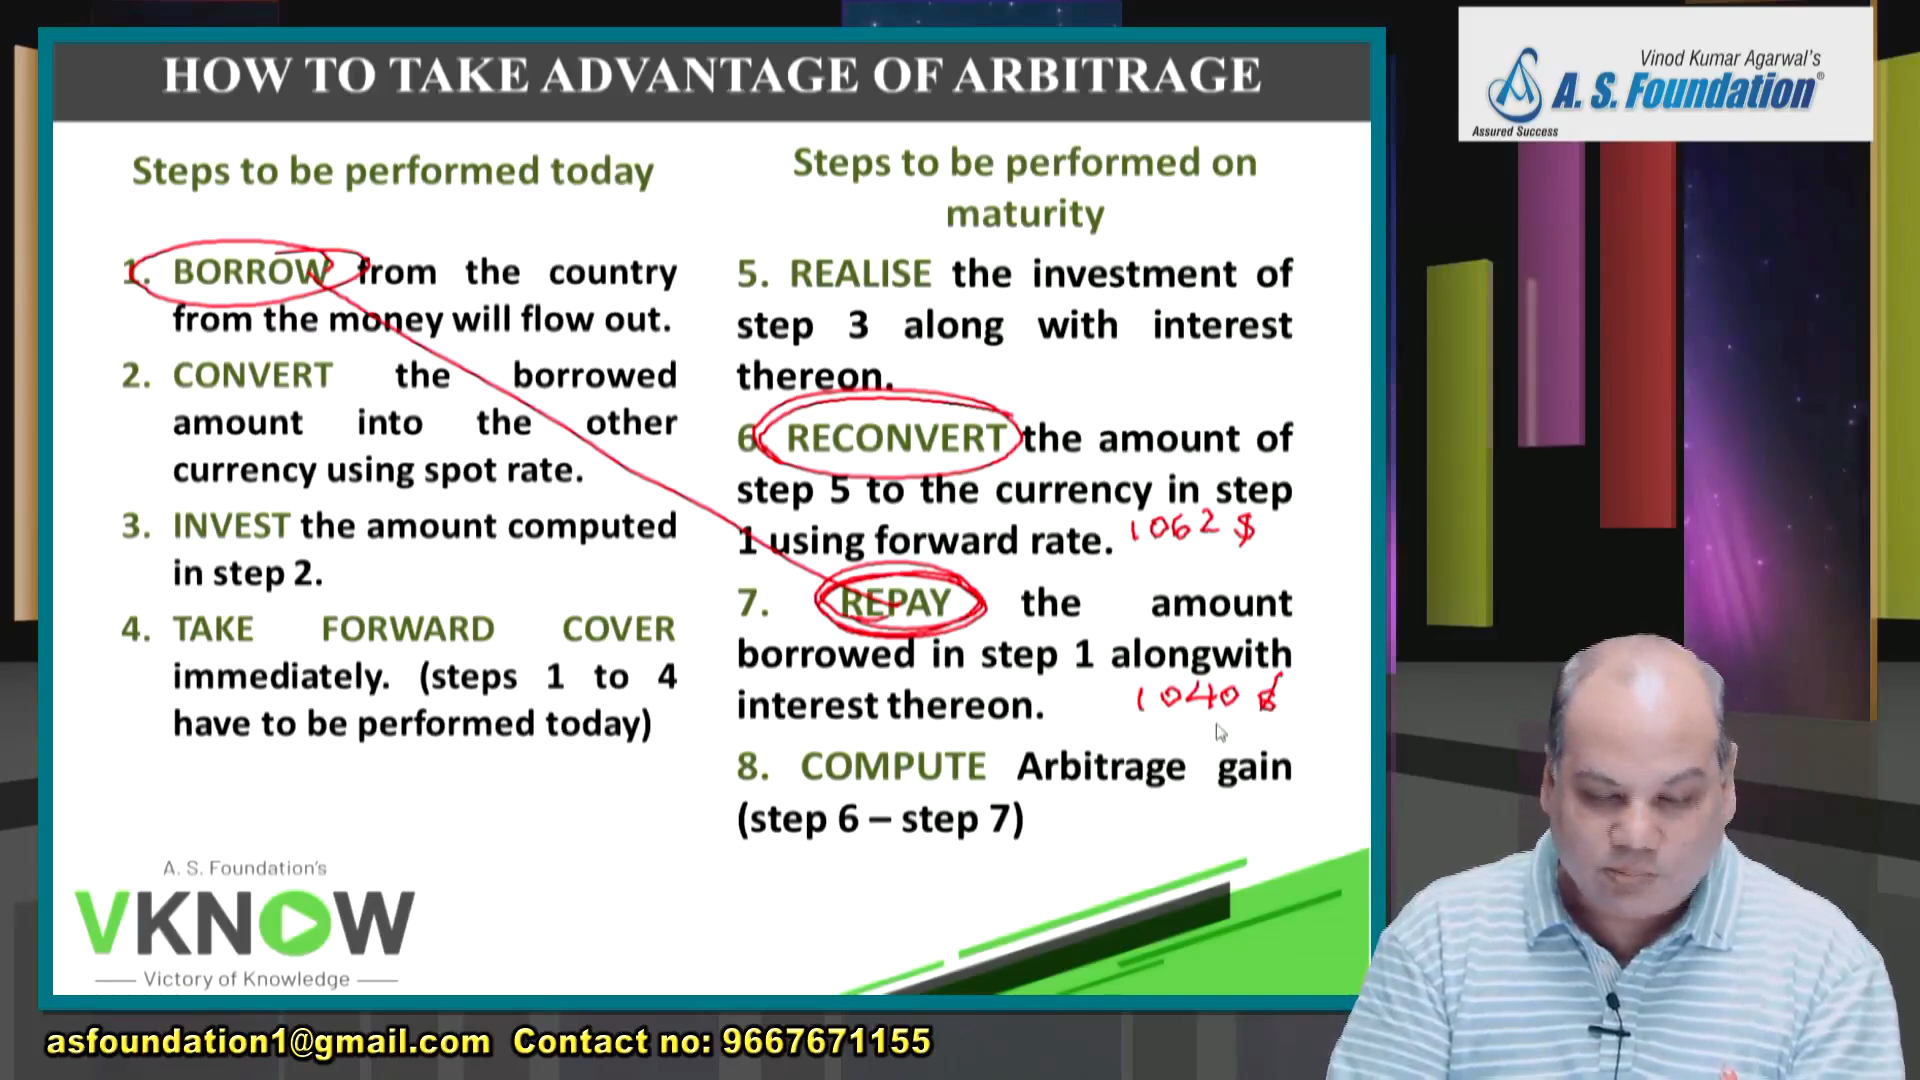 HOW TO TAKE ADVANTAGE OF ARBITRAGE
Steps to be performed today
1. BORROW from the country
from the money will flow out.
2. CONVERT the borrowed
amount into the other
currency using spot rate.
3. INVEST the amount computed
in step 2.
4. TAKE FORWARD COVER
immediately. (steps 1 to 4
have to be performed today)
Steps to be performed on
maturity
5. REALISE the investment of
step 3 along with interest
thereon.
6. RECONVERT the amount of
step 5 to the currency in step
1 using forward rate. 1062 $
7. REPAY the amount
borrowed in step 1 alongwith
interest thereon. 1040 $
8. COMPUTE Arbitrage gain
(step 6 – step 7)
A. S. Foundation's
VKNOW
Victory of Knowledge
Vinod Kumar Agarwal's
A. S. Foundation®
Assured Success
asfoundation1@gmail.com Contact no: 9667671155